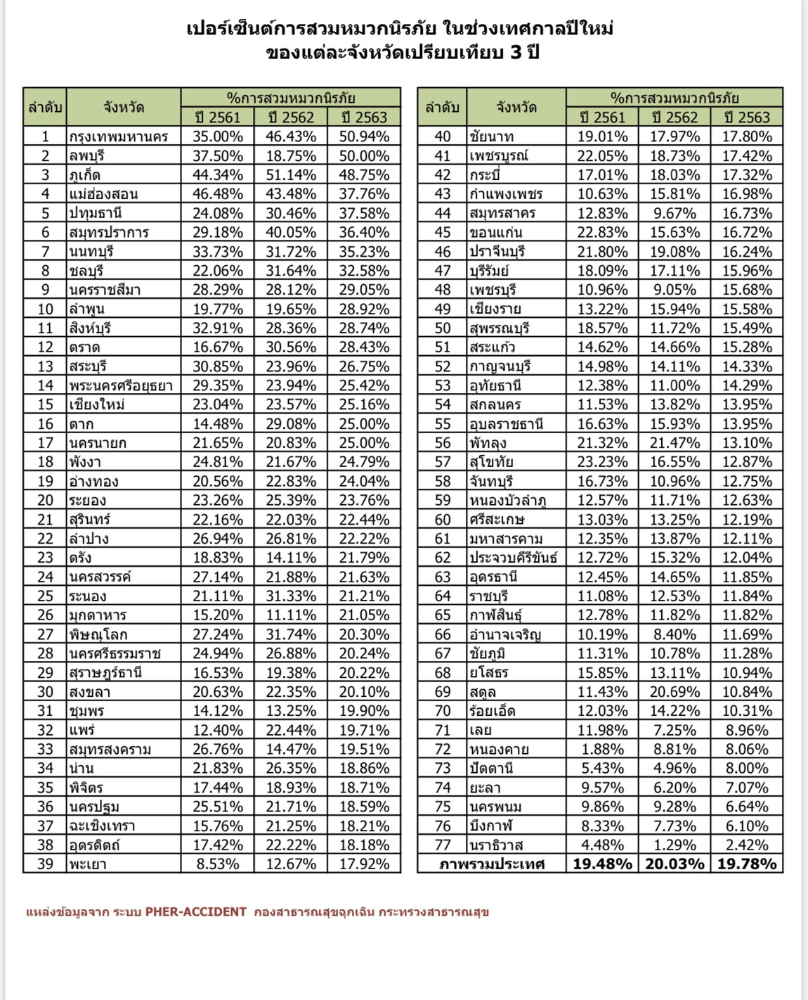 เปอร์เซ็นต์การสวมหมวกนิรภัย ในช่วงเทศกาลปีใหม่
ของแต่ละจังหวัดเปรียบเทียบ 3 ปี
ลำดับ จังหวัด %การสวมหมวกนิรภัย
ปี 2561 ปี 2562 ปี 2563
1 กรุงเทพมหานคร 35.00% 46.43% 50.94%
2 ลพบุรี 37.50% 18.75% 50.00%
3 ภูเก็ต 44.34% 51.14% 48.75%
4 แม่ฮ่องสอน 46.48% 43.48% 37.76%
5 ปทุมธานี 24.08% 30.46% 37.58%
6 สมุทรปราการ 29.18% 40.05% 36.40%
7 นนทบุรี 33.73% 31.72% 35.23%
8 ชลบุรี 22.06% 31.64% 32.58%
9 นครราชสีมา 28.29% 28.12% 29.05%
10 ลำพูน 19.77% 19.65% 28.92%
11 สิงห์บุรี 32.91% 28.36% 28.74%
12 ตราด 16.67% 30.56% 28.43%
13 สระบุรี 30.85% 23.96% 26.75%
14 พระนครศรีอยุธยา 29.35% 23.94% 25.42%
15 เชียงใหม่ 23.04% 23.57% 25.16%
16 ตาก 14.48% 29.08% 25.00%
17 นครนายก 21.65% 20.83% 25.00%
18 พังงา 24.81% 21.67% 24.79%
19 อ่างทอง 20.56% 22.83% 24.04%
20 ระยอง 23.26% 25.39% 23.76%
21 สุรินทร์ 22.16% 22.03% 22.44%
22 ลำปาง 26.94% 26.81% 22.22%
23 ตรัง 18.83% 14.11% 21.79%
24 นครสวรรค์ 27.14% 21.88% 21.63%
25 ระนอง 21.11% 31.33% 21.21%
26 มุกดาหาร 15.20% 11.11% 21.05%
27 พิษณุโลก 27.24% 31.74% 20.30%
28 นครศรีธรรมราช 24.94% 26.88% 20.24%
29 สุราษฎร์ธานี 16.53% 19.38% 20.22%
30 สงขลา 20.63% 22.35% 20.10%
31 ชุมพร 14.12% 13.25% 19.90%
32 แพร่ 12.40% 22.44% 19.71%
33 สมุทรสงคราม 26.76% 14.47% 19.51%
34 น่าน 21.83% 26.35% 18.86%
35 พิจิตร 17.44% 18.93% 18.71%
36 นครปฐม 25.51% 21.71% 18.59%
37 ฉะเชิงเทรา 15.76% 21.25% 18.21%
38 อุตรดิตถ์ 17.42% 22.22% 18.18%
39 พะเยา 8.53% 12.67% 17.92%
ลำดับ จังหวัด %การสวมหมวกนิรภัย
ปี 2561 ปี 2562 ปี 2563
40 ชัยนาท 19.01% 17.97% 17.80%
41 เพชรบูรณ์ 22.05% 18.73% 17.42%
42 กระบี่ 17.01% 18.03% 17.32%
43 กำแพงเพชร 10.63% 15.81% 16.98%
44 สมุทรสาคร 12.83% 9.67% 16.73%
45 ขอนแก่น 22.83% 15.63% 16.72%
46 ปราจีนบุรี 21.80% 19.08% 16.24%
47 บุรีรัมย์ 18.09% 17.11% 15.96%
48 เพชรบุรี 10.96% 9.05% 15.68%
49 เชียงราย 13.22% 15.94% 15.58%
50 สุพรรณบุรี 18.57% 11.72% 15.49%
51 สระแก้ว 14.62% 14.66% 15.28%
52 กาญจนบุรี 14.98% 14.11% 14.33%
53 อุทัยธานี 12.38% 11.00% 14.29%
54 สกลนคร 11.53% 13.82% 13.95%
55 อุบลราชธานี 16.63% 15.93% 13.95%
56 พัทลุง 21.32% 21.47% 13.10%
57 สุโขทัย 23.23% 16.55% 12.87%
58 จันทบุรี 16.73% 10.96% 12.75%
59 หนองบัวลำภู 12.57% 11.71% 12.63%
60 ศรีสะเกษ 13.03% 13.25% 12.19%
61 มหาสารคาม 12.35% 13.87% 12.11%
62 ประจวบคีรีขันธ์ 12.72% 15.32% 12.04%
63 อุดรธานี 12.45% 14.65% 11.85%
64 ราชบุรี 11.08% 12.53% 11.84%
65 กาฬสินธุ์ 12.78% 11.82% 11.82%
66 อำนาจเจริญ 10.19% 8.40% 11.69%
67 ชัยภูมิ 11.31% 10.78% 11.28%
68 ยโสธร 15.85% 13.11% 10.94%
69 สตูล 11.43% 20.69% 10.84%
70 ร้อยเอ็ด 12.03% 14.22% 10.31%
71 เลย 11.98% 7.25% 8.96%
72 หนองคาย 1.88% 8.81% 8.06%
73 ปัตตานี 5.43% 4.96% 8.00%
74 ยะลา 9.57% 6.20% 7.07%
75 นครพนม 9.86% 9.28% 6.64%
76 บึงกาฬ 8.33% 7.73% 6.10%
77 นราธิวาส 4.48% 1.29% 2.42%
ภาพรวมประเทศ 19.48% 20.03% 19.78%
แหล่งข้อมูลจาก ระบบ PHER-ACCIDENT กองสาธารณสุขฉุกเฉิน กระทรวงสาธารณสุข